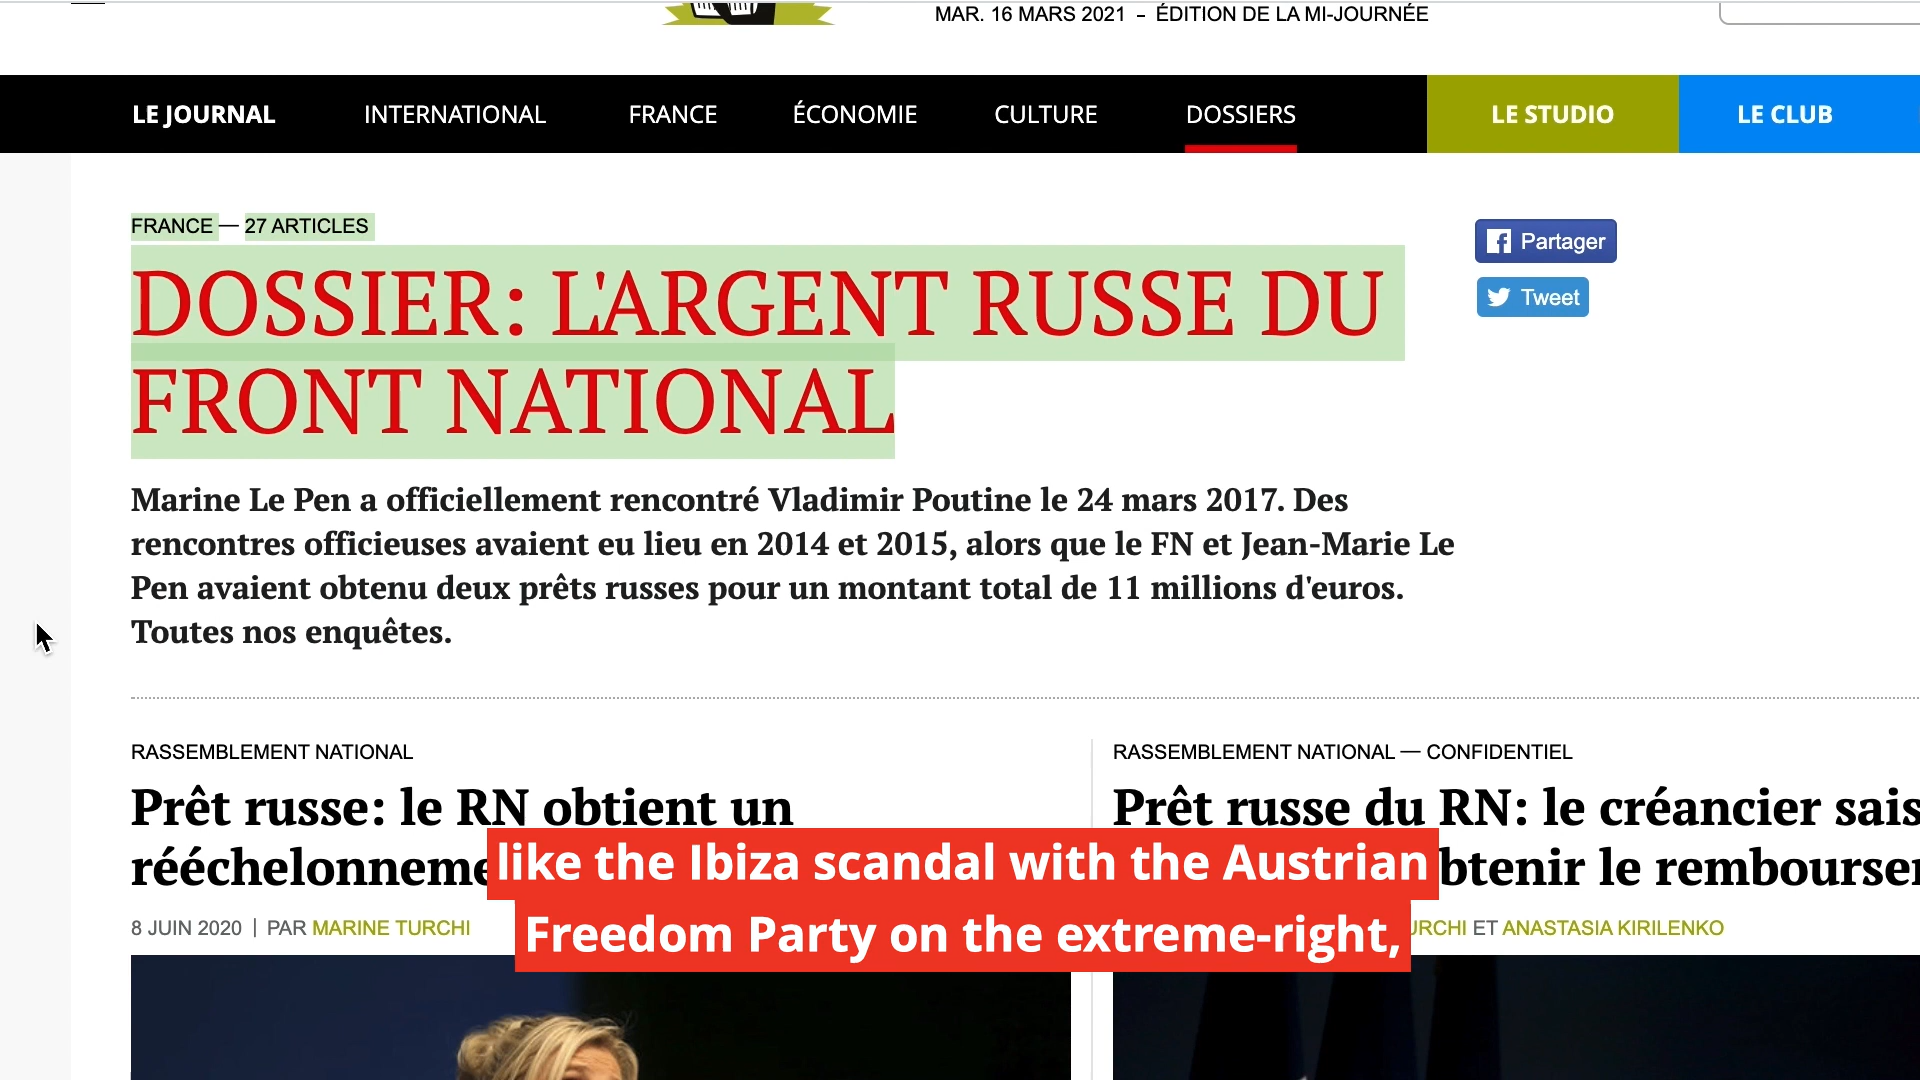 MAR. 16 MARS 2021 – ÉDITION DE LA MI-JOURNÉE
LE JOURNAL INTERNATIONAL FRANCE ÉCONOMIE CULTURE DOSSIERS LE STUDIO LE CLUB
FRANCE — 27 ARTICLES
DOSSIER: L'ARGENT RUSSE DU
FRONT NATIONAL
Partager
Tweet
Marine Le Pen a officiellement rencontré Vladimir Poutine le 24 mars 2017. Des
rencontres officieuses avaient eu lieu en 2014 et 2015, alors que le FN et Jean-Marie Le
Pen avaient obtenu deux prêts russes pour un montant total de 11 millions d'euros.
Toutes nos enquêtes.
RASSEMBLEMENT NATIONAL
Prêt russe: le RN obtient un
8 JUIN 2020 | PAR MARINE TURCHI
RASSEMBLEMENT NATIONAL — CONFIDENTIEL
Prêt russe du RN: le créancier
le
ET ANASTASIA KIRILENKO
like the Ibiza scandal with the Austrian
Freedom Party on the extreme-right,